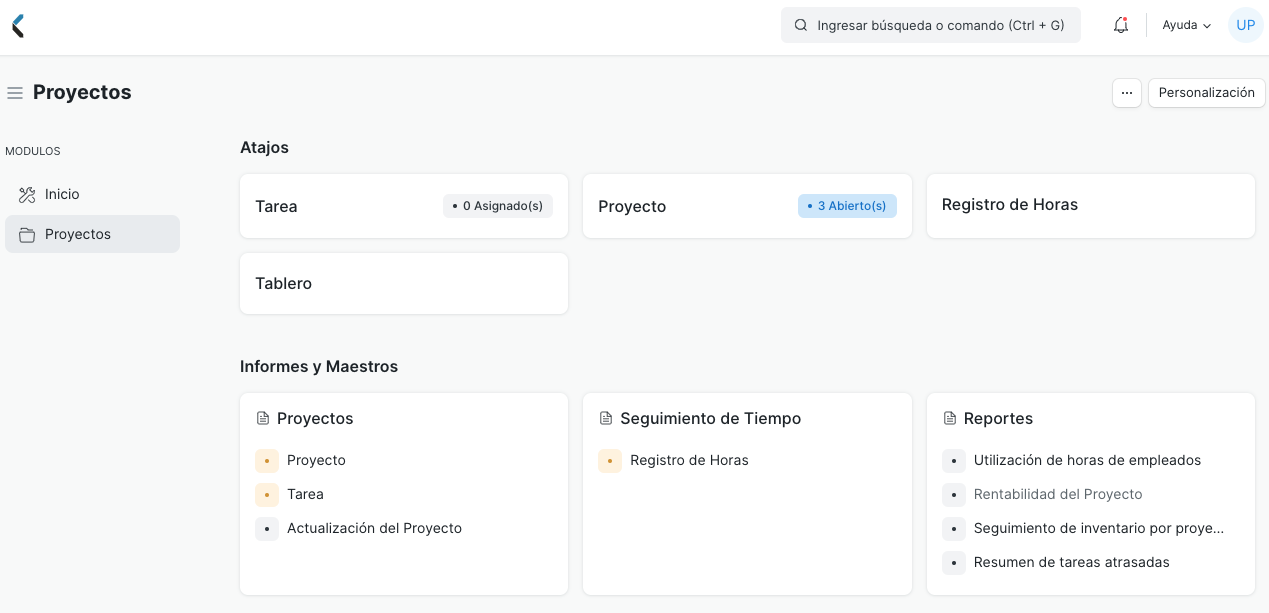 Ingresar búsqueda o comando (Ctrl + G)
Ayuda
UP
Proyectos
...
Personalización
MODULOS
Inicio
Proyectos
Atajos
Tarea
• 0 Asignado(s)
Proyecto
• 3 Abierto(s)
Registro de Horas
Tablero
Informes y Maestros
Proyectos
Proyecto
Tarea
Actualización del Proyecto
Seguimiento de Tiempo
Registro de Horas
Reportes
Utilización de horas de empleados
Rentabilidad del Proyecto
Seguimiento de inventario por proye...
Resumen de tareas atrasadas